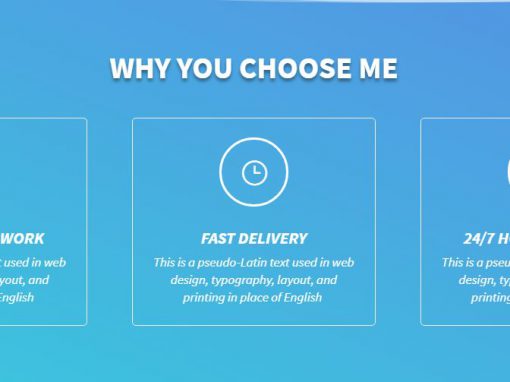 WHY YOU CHOOSE ME
WORK
used in web
yout, and
English
FAST DELIVERY
This is a pseudo-Latin text used in web
design, typography, layout, and
printing in place of English
24/7 H
This is a pseu
design, ty
printing